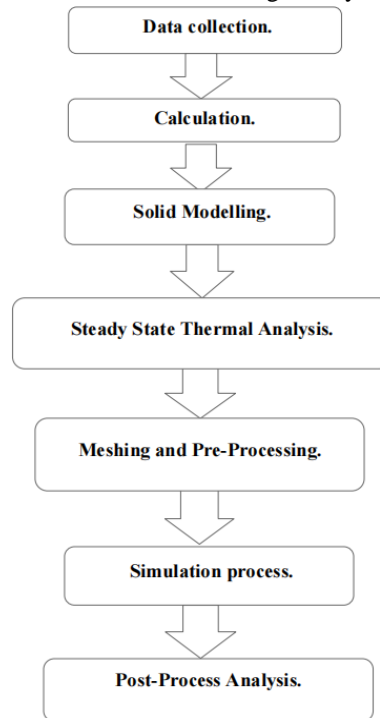 Data collection.
Calculation.
Solid Modelling.
Steady State Thermal Analysis.
Meshing and Pre-Processing.
Simulation process.
Post-Process Analysis.